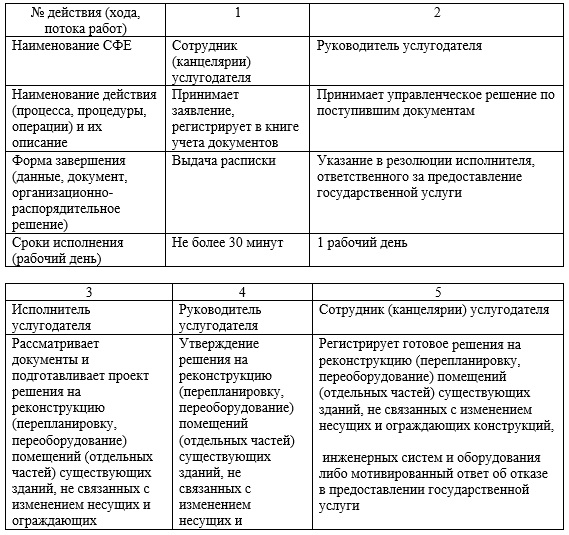 № действия (хода, потока работ)
1
2
Наименование СФЕ
Сотрудник
(канцелярии)
услугодателя
Руководитель услугодателя
Наименование действия
(процесса, процедуры,
операции) и их
описание
Принимает
заявление,
регистрирует в книге
учета документов
Принимает управленческое решение по
поступившим документам
Форма завершения
(данные, документ,
организационно-
распорядительное
решение)
Выдача расписки
Указание в резолюции исполнителя,
ответственного за предоставление
государственной услуги
Сроки исполнения
(рабочий день)
Не более 30 минут
1 рабочий день
3
4
5
Исполнитель
услугодателя
Руководитель
услугодателя
Сотрудник (канцелярии) услугодателя
Рассматривает
документы и
подготавливает проект
решения на
реконструкцию
(перепланировку,
переоборудование)
помещений (отдельных
частей) существующих
зданий, не связанных с
изменением несущих и
ограждающих
Утверждение
решения на
реконструкцию
(перепланировку,
переоборудование)
помещений
(отдельных частей)
существующих
зданий, не
связанных с
изменением
несущих и
Регистрирует готовое решения на
реконструкцию (перепланировку,
переоборудование) помещений
(отдельных частей) существующих
зданий, не связанных с изменением
несущих и ограждающих конструкций,
инженерных систем и оборудования
либо мотивированный ответ об отказе
в предоставлении государственной
услуги